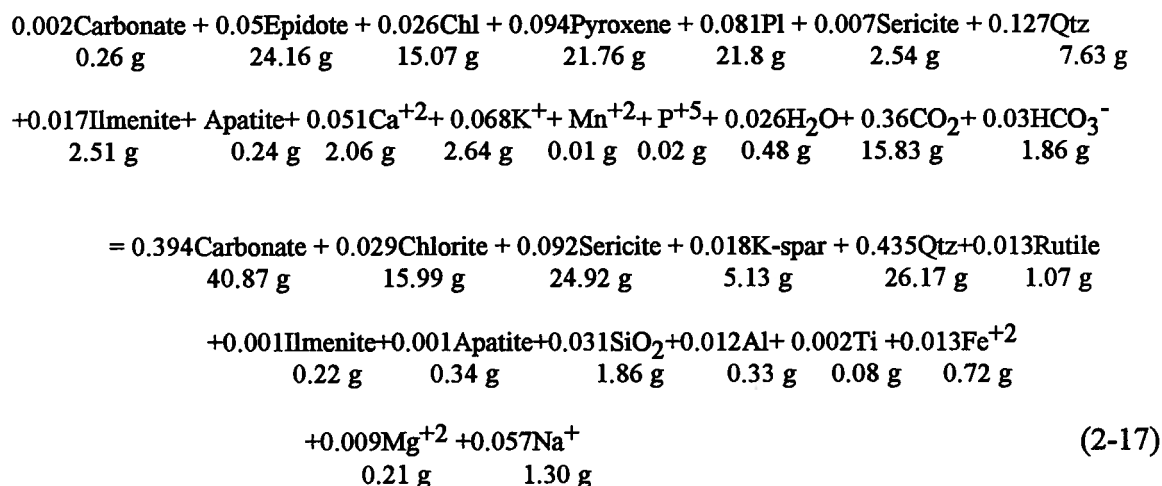 0.002Carbonate + 0.05Epidote + 0.026Chl + 0.094Pyroxene + 0.081Pl + 0.007Sericite + 0.127Qtz
0.26 g 24.16 g 15.07 g 21.76 g 21.8 g 2.54 g 7.63 g
+0.017Ilmenite+ Apatite+ 0.051Ca⁺²+ 0.068K⁺+ Mn⁺²+ P⁺⁵+ 0.026H₂O+ 0.36CO₂+ 0.03HCO₃⁻
2.51 g 0.24 g 2.06 g 2.64 g 0.01 g 0.02 g 0.48 g 15.83 g 1.86 g
= 0.394Carbonate + 0.029Chlorite + 0.092Sericite + 0.018K-spar + 0.435Qtz+0.013Rutile
40.87 g 15.99 g 24.92 g 5.13 g 26.17 g 1.07 g
+0.001Ilmenite+0.001Apatite+0.031SiO₂+0.012Al+ 0.002Ti +0.013Fe⁺²
0.22 g 0.34 g 1.86 g 0.33 g 0.08 g 0.72 g
+0.009Mg⁺² +0.057Na⁺ (2-17)
0.21 g 1.30 g